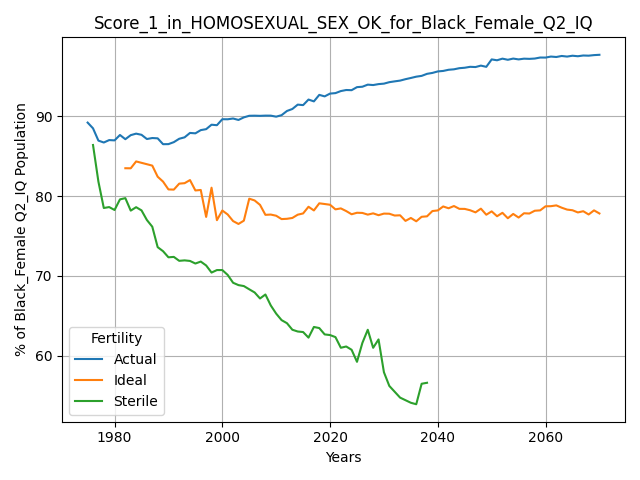 Score_1_in_HOMOSEXUAL_SEX_OK_for_Black_Female_Q2_IQ
% of Black_Female Q2_IQ Population
90
80
70
60
Fertility
Actual
Ideal
Sterile
1980
2000
2020
2040
2060
Years